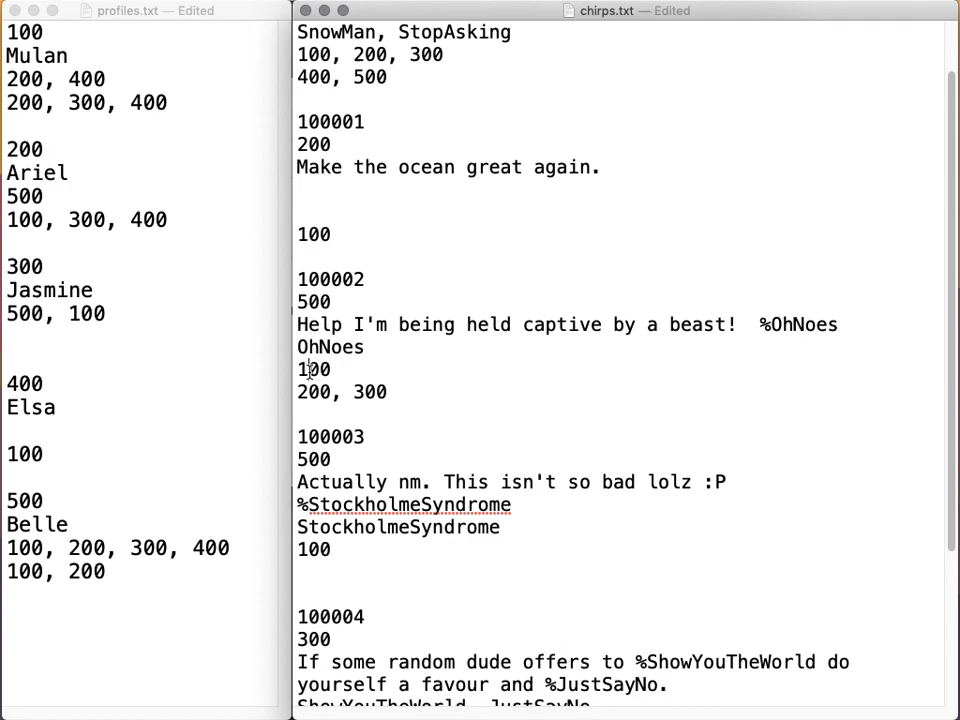 profiles.txt — Edited
100
Mulan
200, 400
200, 300, 400
200
Ariel
500
100, 300, 400
300
Jasmine
500, 100
400
Elsa
100
500
Belle
100, 200, 300, 400
100, 200
chirps.txt — Edited
SnowMan, StopAsking
100, 200, 300
400, 500
100001
200
Make the ocean great again.
100
100002
500
Help I'm being held captive by a beast!  %OhNoes
OhNoes
100
200, 300
100003
500
Actually nm. This isn't so bad lolz :P
%StockholmeSyndrome
StockholmeSyndrome
100
100004
300
If some random dude offers to %ShowYouTheWorld do
yourself a favour and %JustSayNo.
ShowYouTheWorld, JustSayNo